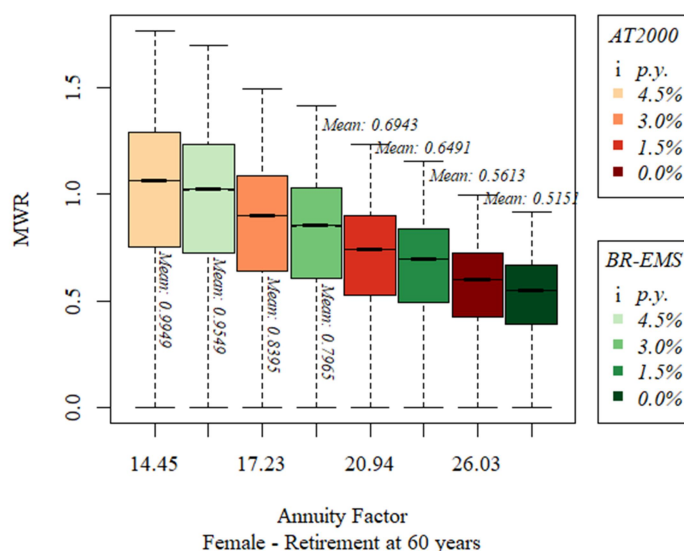 MWR
1.5
1.0
0.5
0.0
Mean: 0.9949
Mean: 0.9549
Mean: 0.8395
Mean: 0.7965
Mean: 0.6943
Mean: 0.6491
Mean: 0.5613
Mean: 0.5151
14.45 17.23 20.94 26.03
Annuity Factor
Female - Retirement at 60 years
AT2000
i p.y.
4.5%
3.0%
1.5%
0.0%
BR-EMS
i p.y.
4.5%
3.0%
1.5%
0.0%